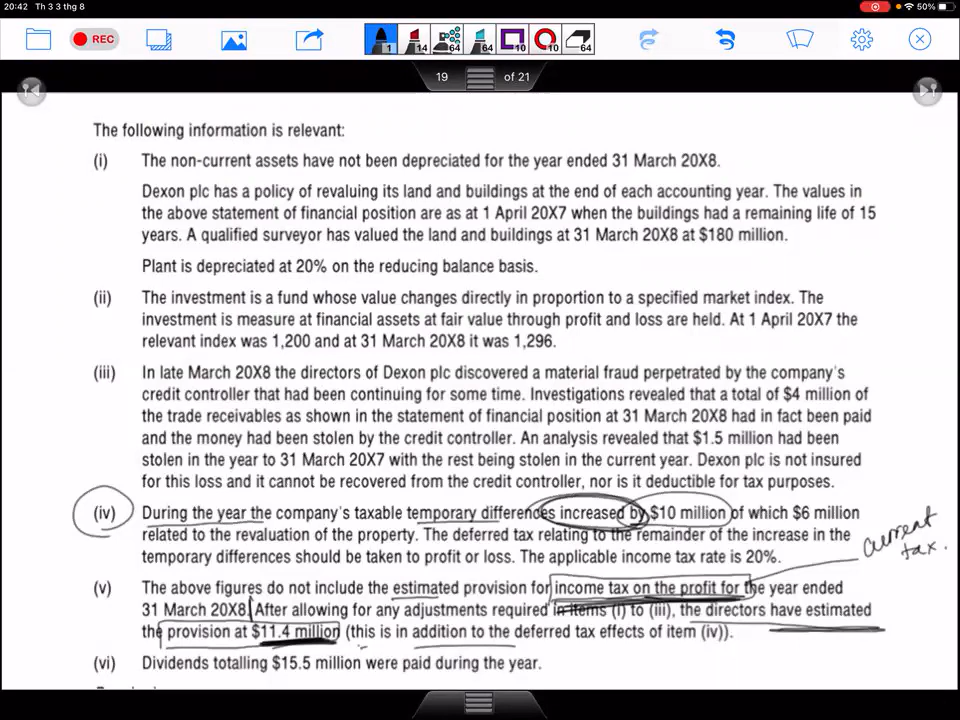 20:42 Th 3 3 thg 8
50%
REC
1
14
64
64
10
10
64
19 of 21
The following information is relevant:
(i) The non-current assets have not been depreciated for the year ended 31 March 20X8.
Dexon plc has a policy of revaluing its land and buildings at the end of each accounting year. The values in
the above statement of financial position are as at 1 April 20X7 when the buildings had a remaining life of 15
years. A qualified surveyor has valued the land and buildings at 31 March 20X8 at $180 million.
Plant is depreciated at 20% on the reducing balance basis.
(ii) The investment is a fund whose value changes directly in proportion to a specified market index. The
investment is measure at financial assets at fair value through profit and loss are held. At 1 April 20X7 the
relevant index was 1,200 and at 31 March 20X8 it was 1,296.
(iii) In late March 20X8 the directors of Dexon plc discovered a material fraud perpetrated by the company's
credit controller that had been continuing for some time. Investigations revealed that a total of $4 million of
the trade receivables as shown in the statement of financial position at 31 March 20X8 had in fact been paid
and the money had been stolen by the credit controller. An analysis revealed that $1.5 million had been
stolen in the year to 31 March 20X7 with the rest being stolen in the current year. Dexon plc is not insured
for this loss and it cannot be recovered from the credit controller, nor is it deductible for tax purposes.
(iv) During the year the company's taxable temporary differences increased by $10 million of which $6 million
related to the revaluation of the property. The deferred tax relating to the remainder of the increase in the
temporary differences should be taken to profit or loss. The applicable income tax rate is 20%.
current
tax.
(v) The above figures do not include the estimated provision for income tax on the profit for the year ended
31 March 20X8. After allowing for any adjustments required in items (i) to (iii), the directors have estimated
the provision at $11.4 million (this is in addition to the deferred tax effects of item (iv)).
(vi) Dividends totalling $15.5 million were paid during the year.